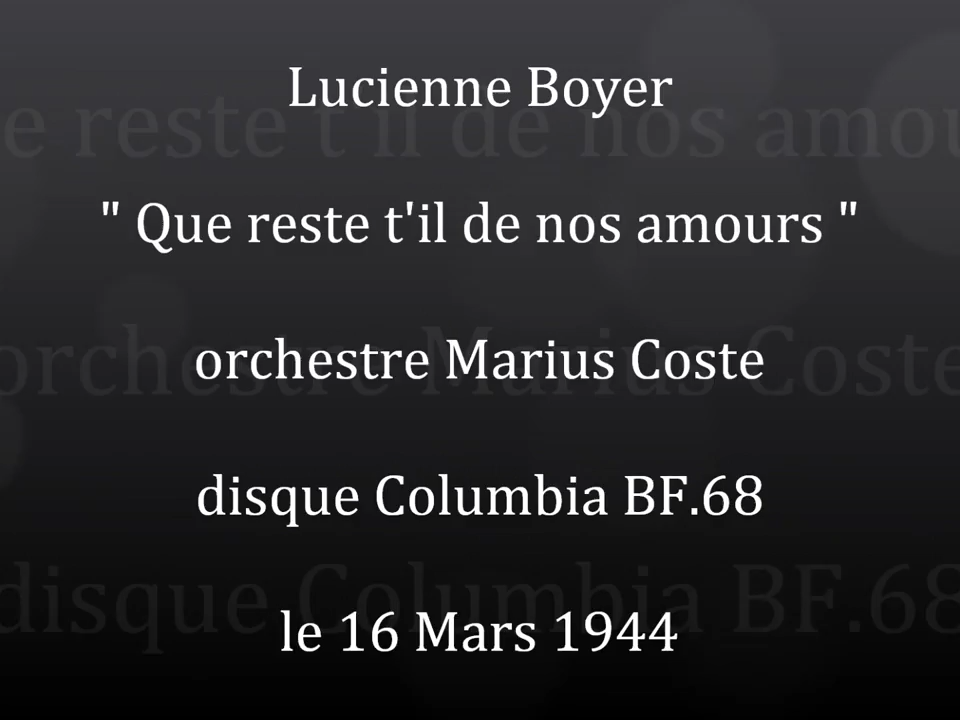 Lucienne Boyer
" Que reste t'il de nos amours "
orchestre Marius Coste
disque Columbia BF.68
le 16 Mars 1944